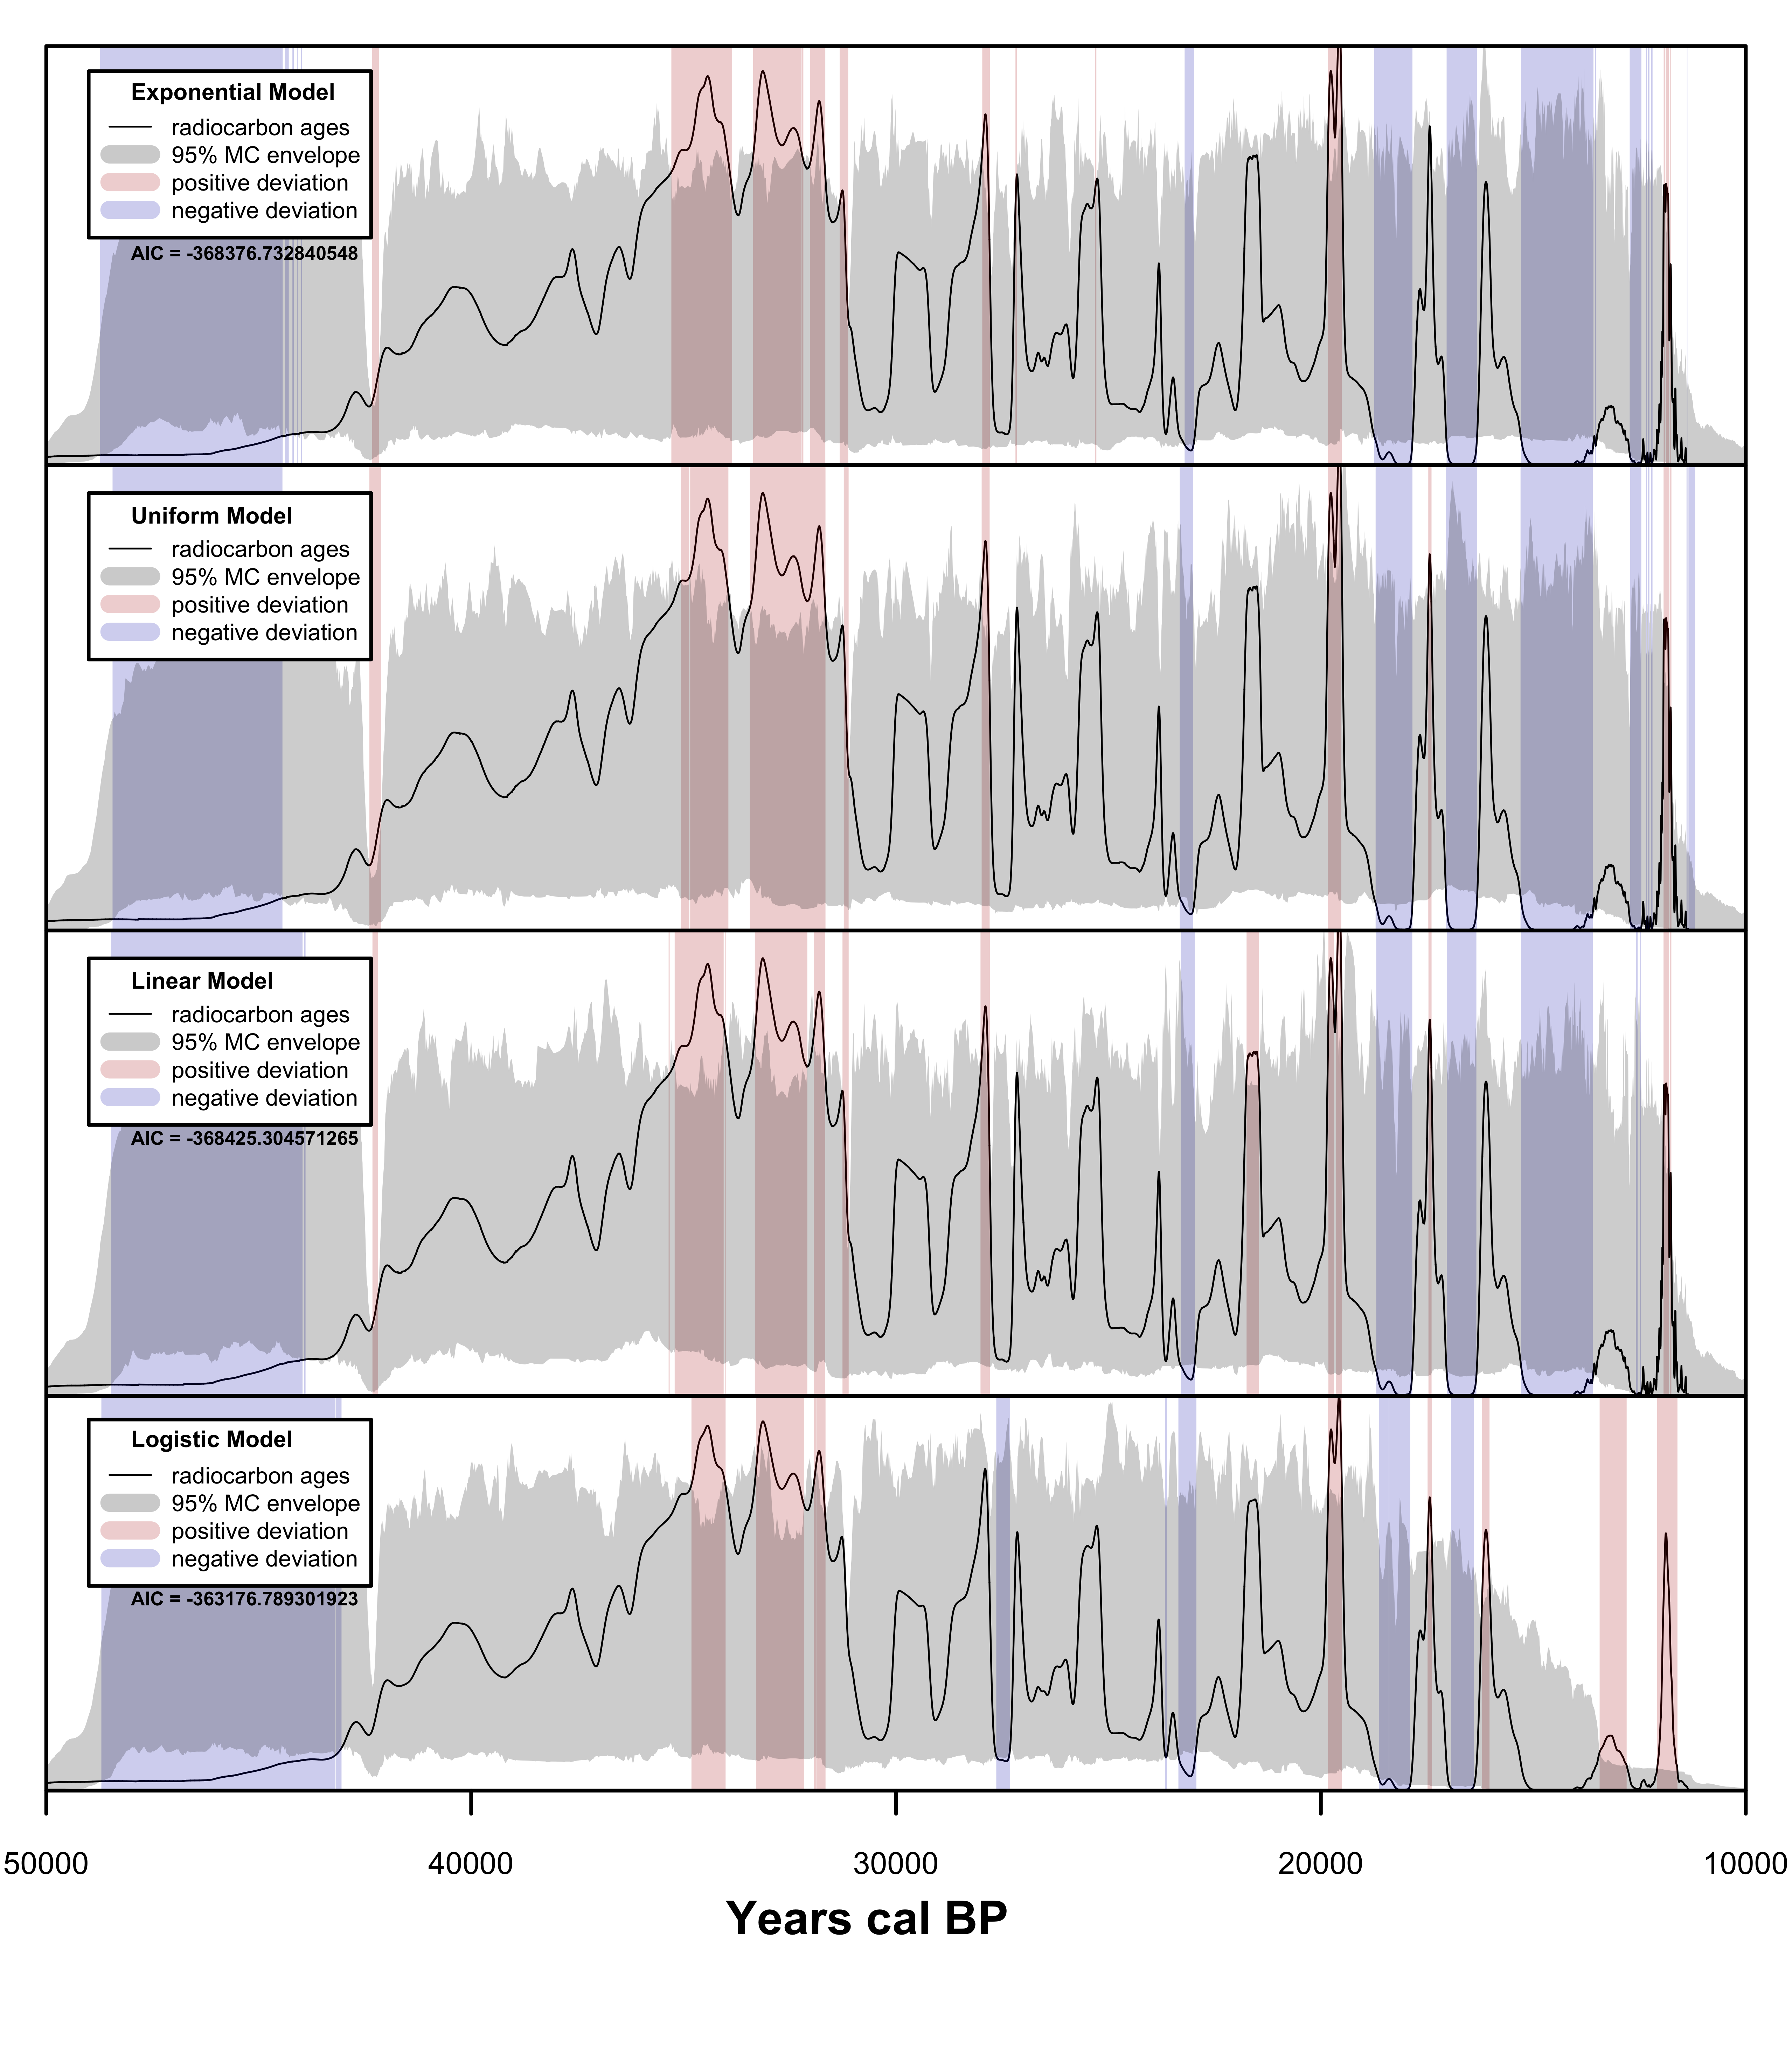 Exponential Model
radiocarbon ages
95% MC envelope
positive deviation
negative deviation
AIC = -368376.732840548
Uniform Model
radiocarbon ages
95% MC envelope
positive deviation
negative deviation
Linear Model
radiocarbon ages
95% MC envelope
positive deviation
negative deviation
AIC = -368425.304571265
Logistic Model
radiocarbon ages
95% MC envelope
positive deviation
negative deviation
AIC = -363176.789301923
50000 40000 30000 20000 10000
Years cal BP